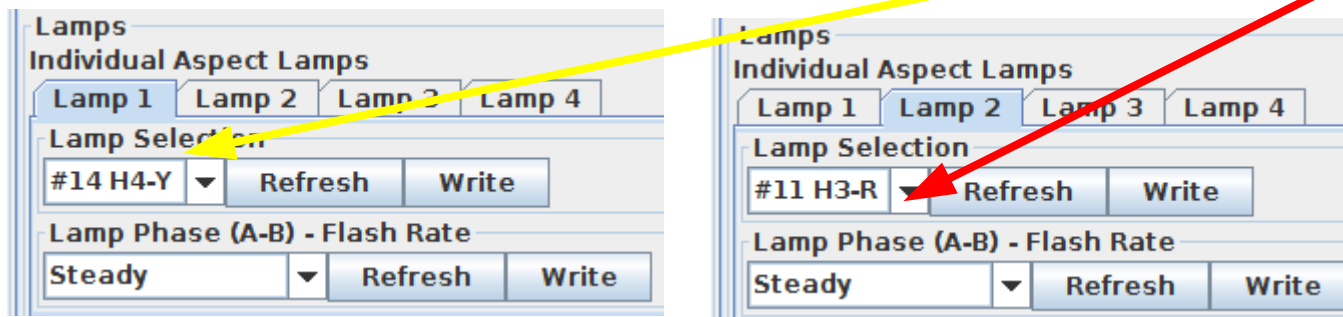 Lamps
Individual Aspect Lamps
Lamp 1 Lamp 2 Lamp 3 Lamp 4
Lamp Selection
#14 H4-Y Refresh Write
Lamp Phase (A-B) - Flash Rate
Steady Refresh Write
Lamps
Individual Aspect Lamps
Lamp 1 Lamp 2 Lamp 3 Lamp 4
Lamp Selection
#11 H3-R Refresh Write
Lamp Phase (A-B) - Flash Rate
Steady Refresh Write